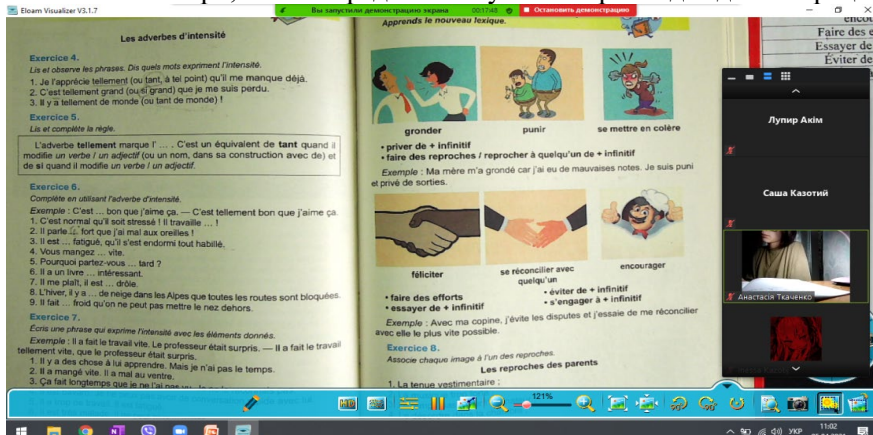 Eloam Visualizer V3.1.7
Вы запустили демонстрацию экрана 00:17:48 Остановить демонстрацию
Les adverbes d'intensité
Exercice 4.
Lis et observe les phrases. Dis quels mots expriment l'intensité.
1. Je l'apprécie tellement (ou tant, à tel point) qu'il me manque déjà.
2. C'est tellement grand (ou si grand) que je me suis perdu.
3. Il y a tellement de monde (ou tant de monde) !
Exercice 5.
Lis et complète la règle.
L'adverbe tellement marque l' ... . C'est un équivalent de tant quand il
modifie un verbe / un adjectif (ou un nom, dans sa construction avec de) et
de si quand il modifie un verbe / un adjectif.
Exercice 6.
Complète en utilisant l'adverbe d'intensité.
Exemple : C'est ... bon que j'aime ça. — C'est tellement bon que j'aime ça.
1. C'est normal qu'il soit stressé ! Il travaille ... !
2. Il parle ... fort que j'ai mal aux oreilles !
3. Il est ... fatigué, qu'il s'est endormi tout habillé.
4. Vous mangez ... vite.
5. Pourquoi partez-vous ... tard ?
6. Il a un livre ... intéressant.
7. Il me plaît, il est ... drôle.
8. L'hiver, il y a ... de neige dans les Alpes que toutes les routes sont bloquées.
9. Il fait ... froid qu'on ne peut pas mettre le nez dehors.
Exercice 7.
Écris une phrase qui exprime l'intensité avec les éléments donnés.
Exemple : Il a fait le travail vite. Le professeur était surpris. — Il a fait le travail
tellement vite, que le professeur était surpris.
1. Il y a des chose à lui apprendre. Mais je n'ai pas le temps.
2. Il a mangé vite. Il a mal au ventre.
3. Ça fait longtemps que je ne l'ai pas vu
Apprends le nouveau lexique.
gronder punir se mettre en colère
• priver de + infinitif
• faire des reproches / reprocher à quelqu'un de + infinitif
Exemple : Ma mère m'a grondé car j'ai eu de mauvaises notes. Je suis puni
et privé de sorties.
féliciter se réconcilier avec quelqu'un encourager
• faire des efforts • éviter de + infinitif
• essayer de + infinitif • s'engager à + infinitif
Exemple : Avec ma copine, j'évite les disputes et j'essaie de me réconcilier
avec elle le plus vite possible.
Exercice 8.
Associe chaque image à l'un des reproches.
Les reproches des parents
1. La tenue vestimentaire :
Faire des e
Essayer de
Éviter de
Лупир Акім
Саша Казотий
Анастасія Ткаченко
121%
УКР 11:02